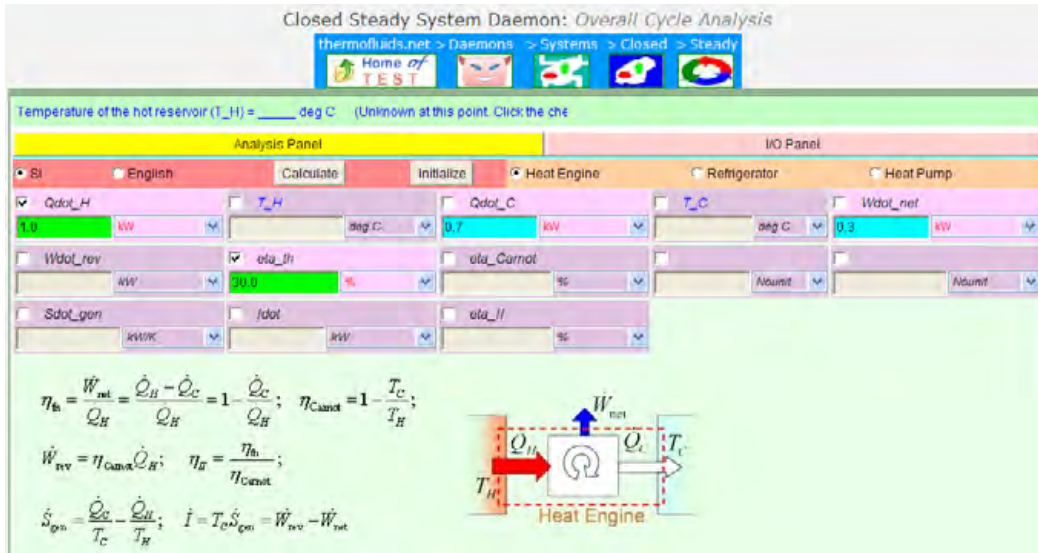 Closed Steady System Daemon: Overall Cycle Analysis
thermofluids.net > Daemons > Systems > Closed > Steady
Home of
TEST
Temperature of the hot reservoir (T_H) = _____ deg C (Unknown at this point. Click the che
Analysis Panel I/O Panel
SI English Calculate Initialize Heat Engine Refrigerator Heat Pump
Qdot_H T_H Qdot_C T_C Wdot_net
1.0 kW deg C 0.7 kW deg C 0.3 kW
Wdot_rev eta_th eta_Carnot
kW 30.0 % % Nounit Nounit
Sdot_gen Idot eta_II
kW/K kW %
η_th = Ẇ_net / Q̇_H = (Q̇_H − Q̇_C) / Q̇_H = 1 − Q̇_C / Q̇_H ; η_Carnot = 1 − T_C / T_H ;
Ẇ_rev = η_Carnot Q̇_H ; η_II = η_th / η_Carnot ;
Ṡ_gen = Q̇_C / T_C − Q̇_H / T_H ; İ = T_C Ṡ_gen = Ẇ_rev − Ẇ_net
Ẇ_net
Q̇_H Q̇_C T_C
T_H
Heat Engine